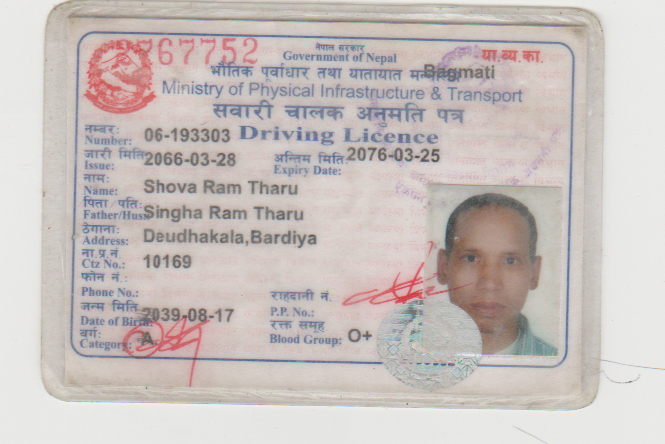 767752
नेपाल सरकार
Government of Nepal
या.व्य.का.
भौतिक पूर्वाधार तथा यातायात
Bagmati
Ministry of Physical Infrastructure & Transport
सवारी चालक अनुमति पत्र
नम्बर:
Number: 06-193303 Driving Licence
जारी मिति 2066-03-28 अन्तिम मिति: 2076-03-25
Issue: Expiry Date:
नाम:
Name: Shova Ram Tharu
पिता / पति:
Father/Hus Singha Ram Tharu
ठेगाना:
Address: Deudhakala,Bardiya
ना.प्र.नं.
Ctz No.: 10169
फोन नं.:
Phone No.: राहदानी नं.
जन्म मिति 2039-08-17 P.P. No.:
Date of Birth रक्त समूह
वर्ग: Blood Group: O+
Category: A